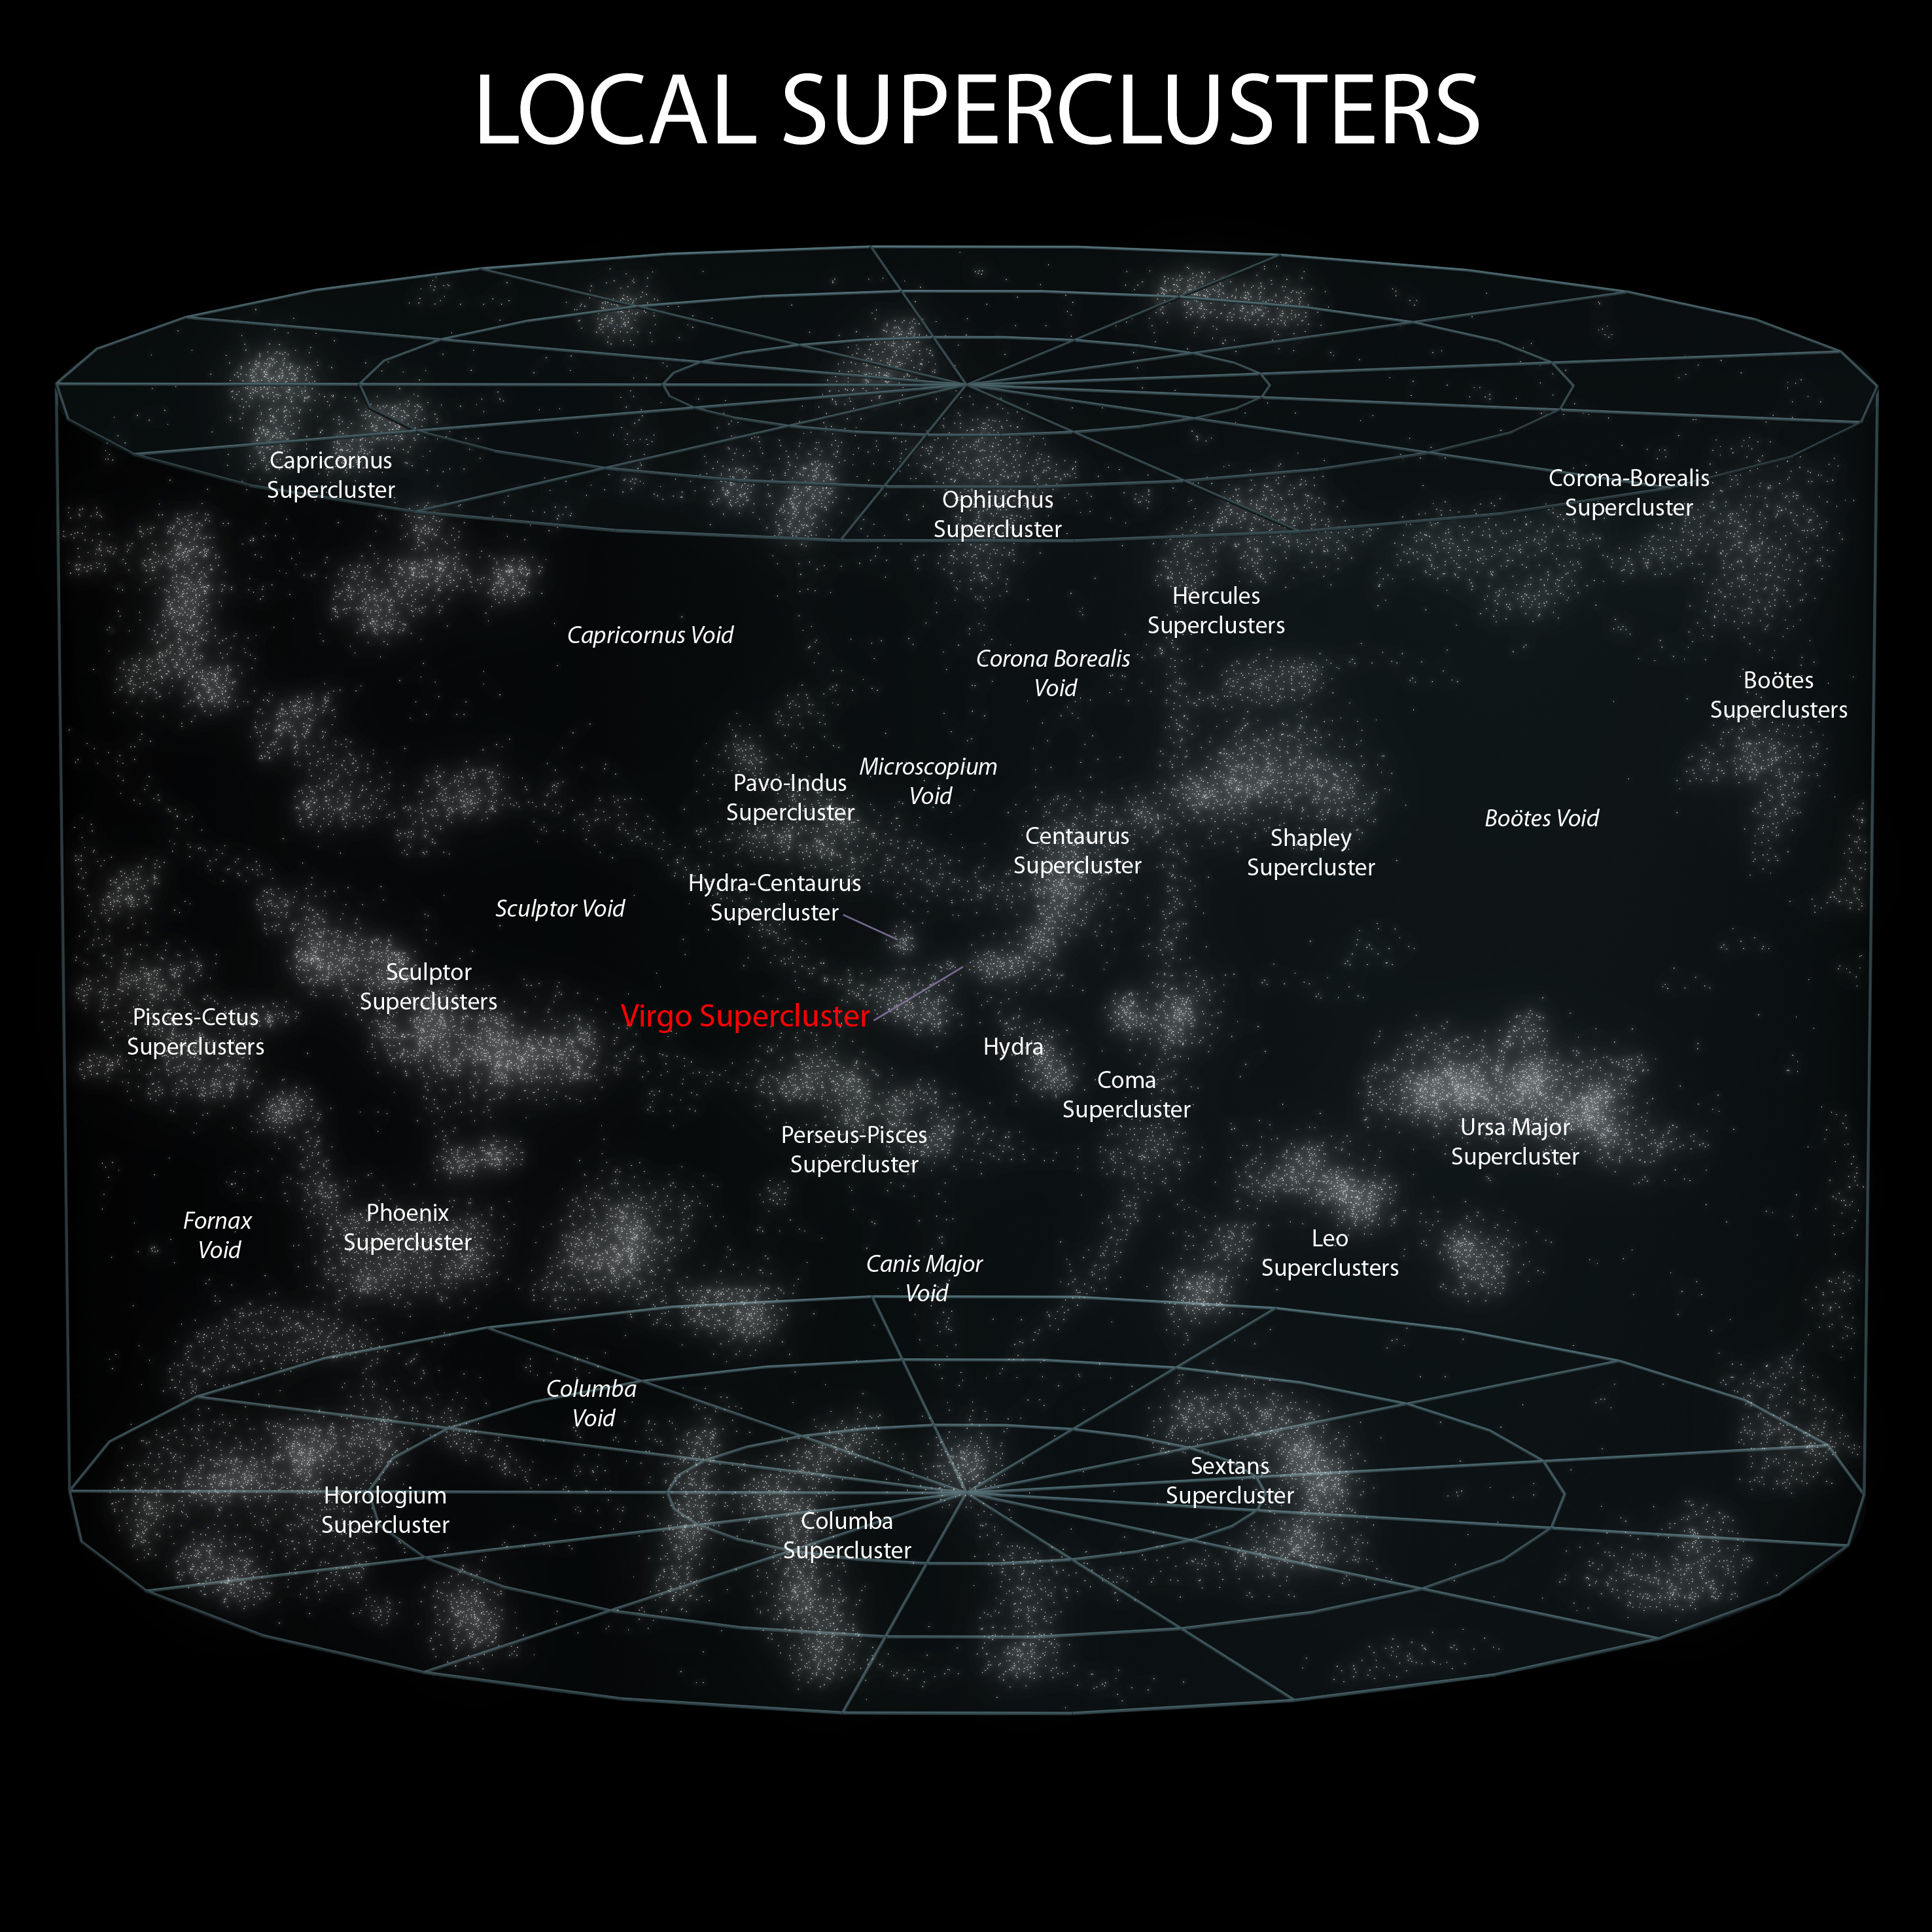 LOCAL SUPERCLUSTERS
Capricornus
Supercluster
Ophiuchus
Supercluster
Corona-Borealis
Supercluster
Hercules
Superclusters
Capricornus Void
Corona Borealis
Void
Boötes
Superclusters
Pavo-Indus
Supercluster
Microscopium
Void
Centaurus
Supercluster
Shapley
Supercluster
Boötes Void
Hydra-Centaurus
Supercluster
Sculptor Void
Sculptor
Superclusters
Pisces-Cetus
Superclusters
Virgo Supercluster
Hydra
Coma
Supercluster
Perseus-Pisces
Supercluster
Ursa Major
Supercluster
Fornax
Void
Phoenix
Supercluster
Canis Major
Void
Leo
Superclusters
Columba
Void
Horologium
Supercluster
Columba
Supercluster
Sextans
Supercluster